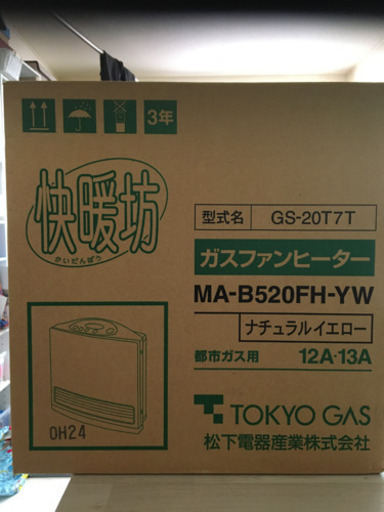 3年
快暖坊
かいだんぼう
型式名 GS-20T7T
ガスファンヒーター
MA-B520FH-YW
ナチュラルイエロー
都市ガス用 12A·13A
OH24
TOKYO GAS
松下電器産業株式会社